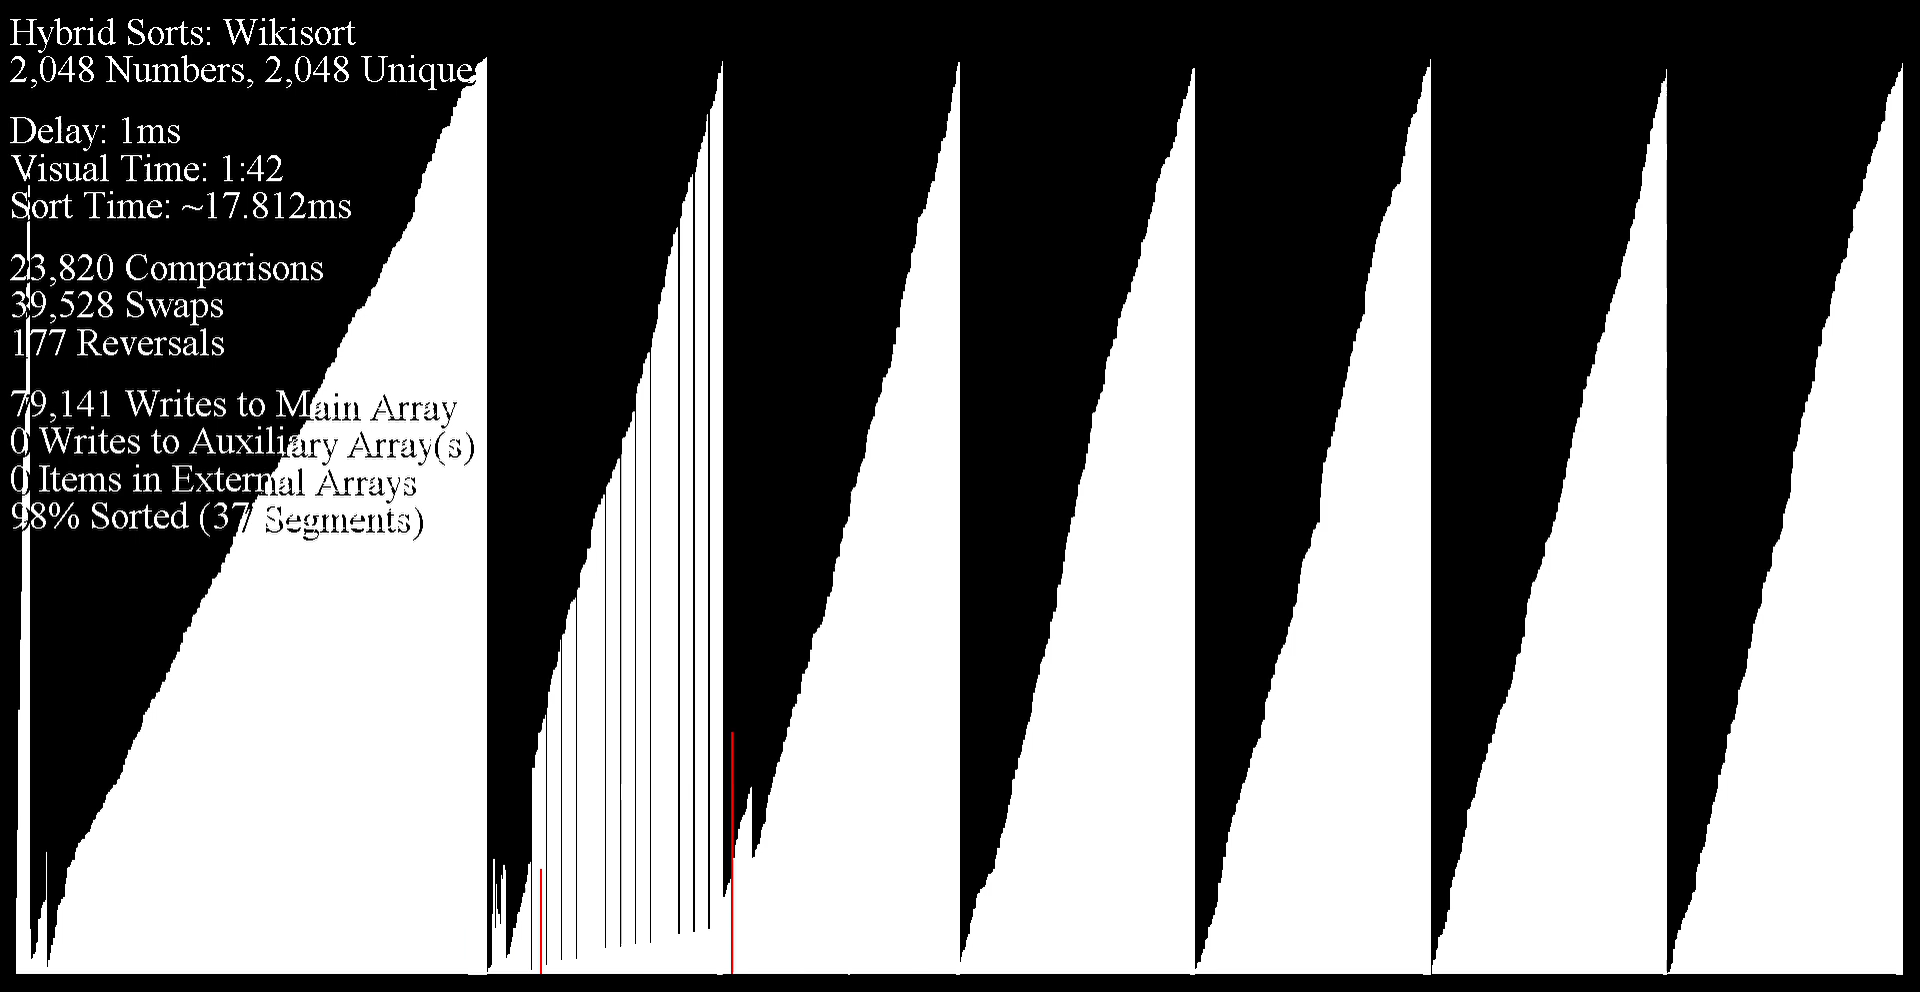 Hybrid Sorts: Wikisort
2,048 Numbers, 2,048 Unique
Delay: 1ms
Visual Time: 1:42
Sort Time: ~17.812ms
23,820 Comparisons
39,528 Swaps
177 Reversals
79,141 Writes to Main Array
0 Writes to Auxiliary Array(s)
0 Items in External Arrays
98% Sorted (37 Segments)